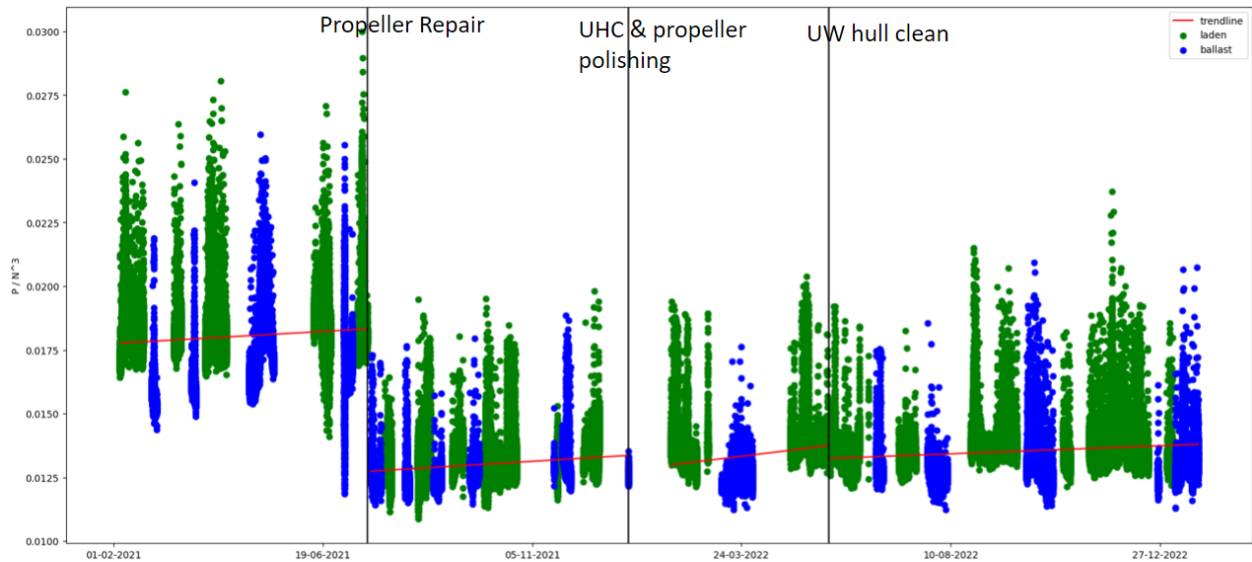 Propeller Repair
UHC & propeller
polishing
UW hull clean
trendline
laden
ballast
0.0300
0.0275
0.0250
0.0225
0.0200
0.0175
0.0150
0.0125
0.0100
P / N^3
01-02-2021
19-06-2021
05-11-2021
24-03-2022
10-08-2022
27-12-2022